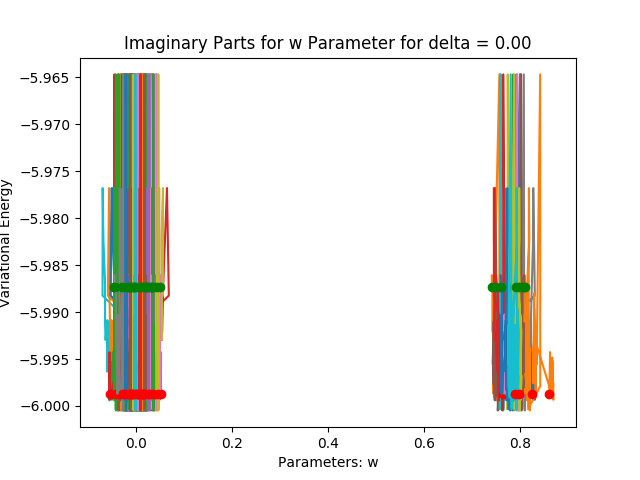 Imaginary Parts for w Parameter for delta = 0.00
Variational Energy
−5.965
−5.970
−5.975
−5.980
−5.985
−5.990
−5.995
−6.000
0.0 0.2 0.4 0.6 0.8
Parameters: w